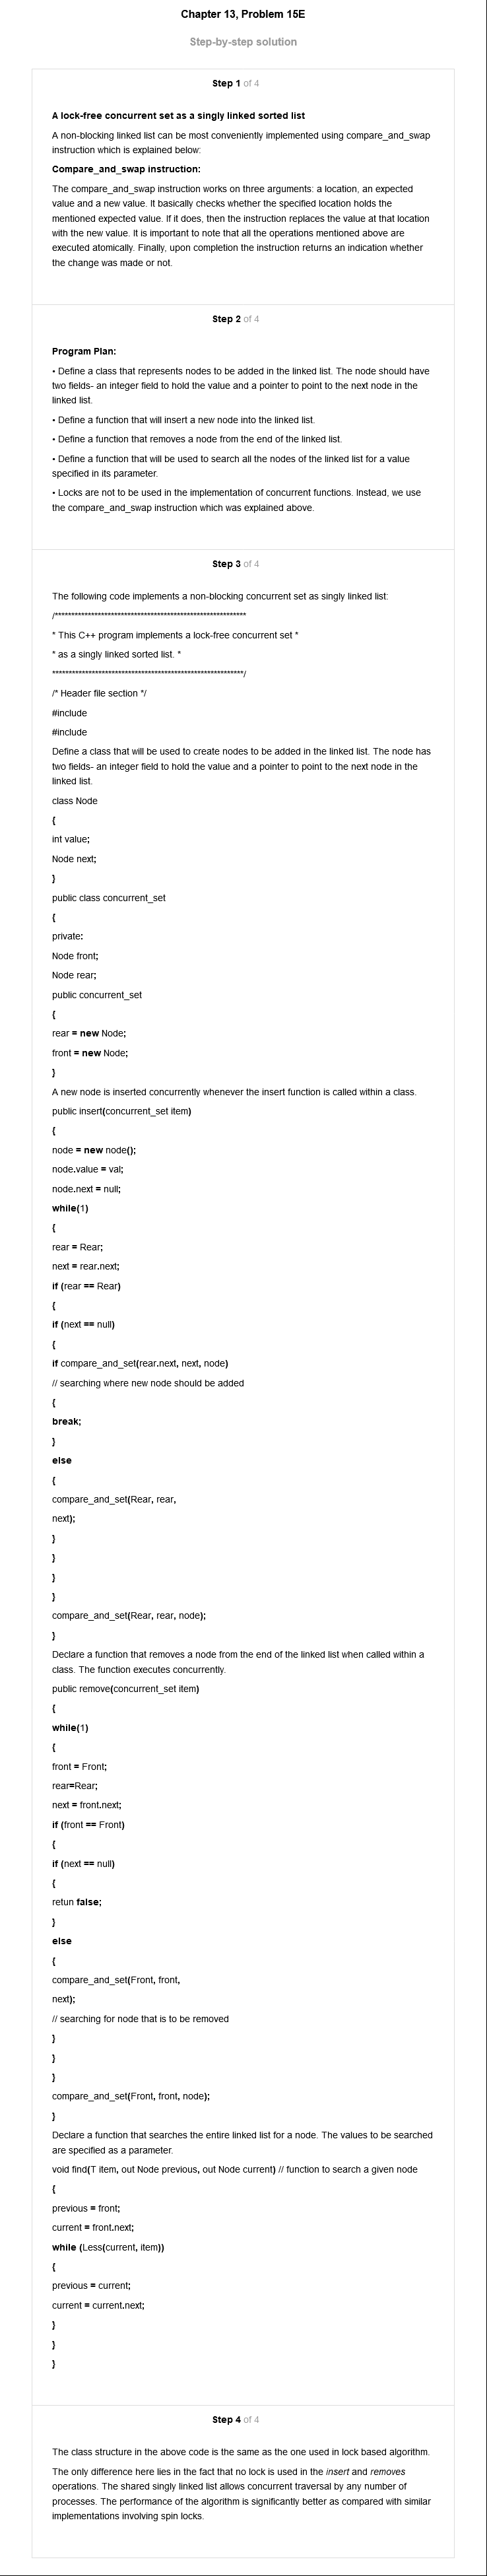 Chapter 13, Problem 15E
Step-by-step solution
Step 1 of 4
A lock-free concurrent set as a singly linked sorted list
A non-blocking linked list can be most conveniently implemented using compare_and_swap
instruction which is explained below:
Compare_and_swap instruction:
The compare_and_swap instruction works on three arguments: a location, an expected
value and a new value. It basically checks whether the specified location holds the
mentioned expected value. If it does, then the instruction replaces the value at that location
with the new value. It is important to note that all the operations mentioned above are
executed atomically. Finally, upon completion the instruction returns an indication whether
the change was made or not.
Step 2 of 4
Program Plan:
• Define a class that represents nodes to be added in the linked list. The node should have
two fields- an integer field to hold the value and a pointer to point to the next node in the
linked list.
• Define a function that will insert a new node into the linked list.
• Define a function that removes a node from the end of the linked list.
• Define a function that will be used to search all the nodes of the linked list for a value
specified in its parameter.
• Locks are not to be used in the implementation of concurrent functions. Instead, we use
the compare_and_swap instruction which was explained above.
Step 3 of 4
The following code implements a non-blocking concurrent set as singly linked list:
/**********************************************************
* This C++ program implements a lock-free concurrent set *
* as a singly linked sorted list. *
**********************************************************/
/* Header file section */
#include
#include
Define a class that will be used to create nodes to be added in the linked list. The node has
two fields- an integer field to hold the value and a pointer to point to the next node in the
linked list.
class Node
{
int value;
Node next;
}
public class concurrent_set
{
private:
Node front;
Node rear;
public concurrent_set
{
rear = new Node;
front = new Node;
}
A new node is inserted concurrently whenever the insert function is called within a class.
public insert(concurrent_set item)
{
node = new node();
node.value = val;
node.next = null;
while(1)
{
rear = Rear;
next = rear.next;
if (rear == Rear)
{
if (next == null)
{
if compare_and_set(rear.next, next, node)
// searching where new node should be added
{
break;
}
else
{
compare_and_set(Rear, rear,
next);
}
}
}
}
compare_and_set(Rear, rear, node);
}
Declare a function that removes a node from the end of the linked list when called within a
class. The function executes concurrently.
public remove(concurrent_set item)
{
while(1)
{
front = Front;
rear=Rear;
next = front.next;
if (front == Front)
{
if (next == null)
{
retun false;
}
else
{
compare_and_set(Front, front,
next);
// searching for node that is to be removed
}
}
}
compare_and_set(Front, front, node);
}
Declare a function that searches the entire linked list for a node. The values to be searched
are specified as a parameter.
void find(T item, out Node previous, out Node current) // function to search a given node
{
previous = front;
current = front.next;
while (Less(current, item))
{
previous = current;
current = current.next;
}
}
}
Step 4 of 4
The class structure in the above code is the same as the one used in lock based algorithm.
The only difference here lies in the fact that no lock is used in the insert and removes
operations. The shared singly linked list allows concurrent traversal by any number of
processes. The performance of the algorithm is significantly better as compared with similar
implementations involving spin locks.